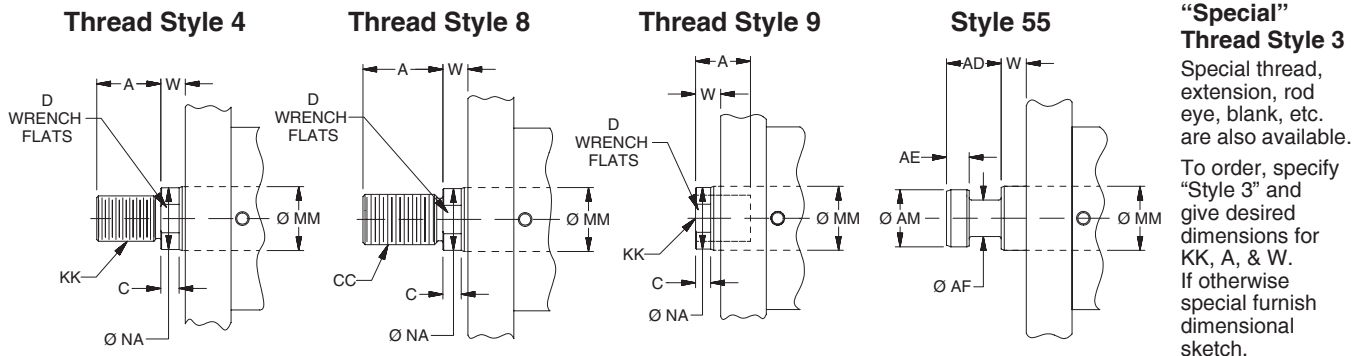 Thread Style 4
A
W
D
WRENCH
FLATS
Ø MM
KK
C
Ø NA
Thread Style 8
A
W
D
WRENCH
FLATS
Ø MM
CC
C
Ø NA
Thread Style 9
A
W
D
WRENCH
FLATS
Ø MM
KK
C
Ø NA
Style 55
AD
W
AE
Ø AM
Ø MM
Ø AF
“Special”
Thread Style 3
Special thread,
extension, rod
eye, blank, etc.
are also available.
To order, specify
“Style 3” and
give desired
dimensions for
KK, A, & W.
If otherwise
special furnish
dimensional
sketch.